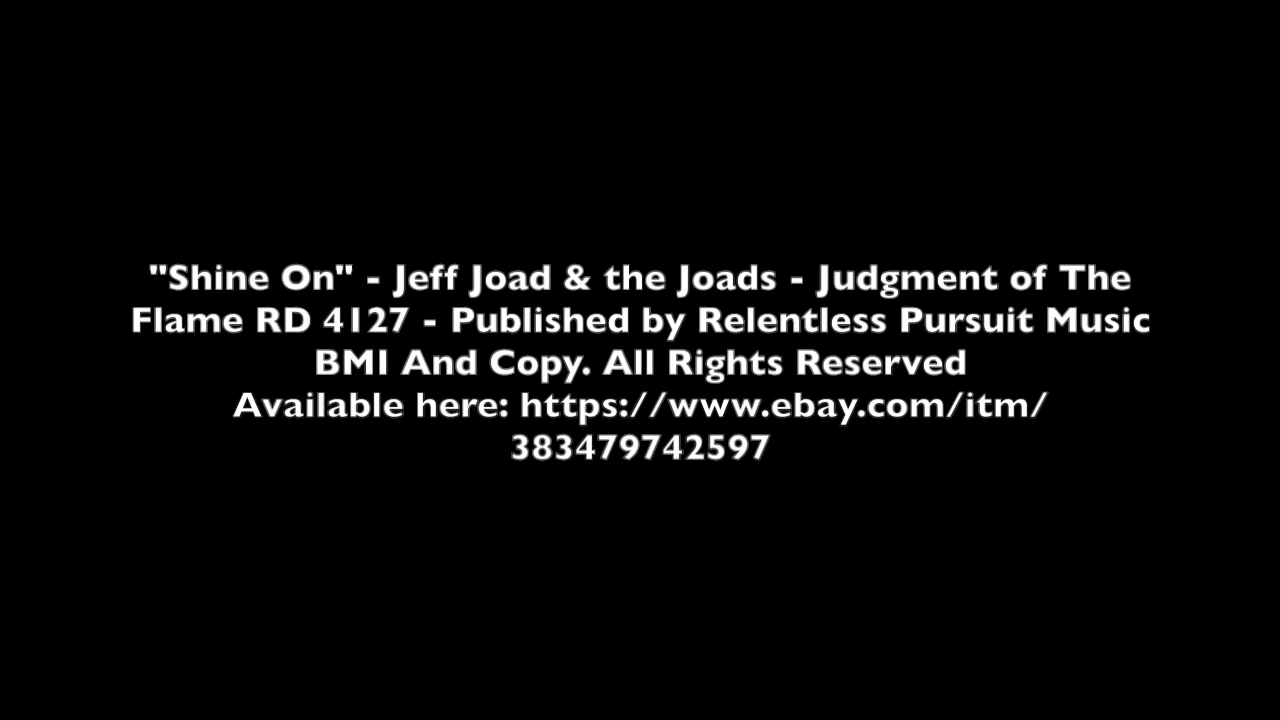 "Shine On" - Jeff Joad & the Joads - Judgment of The
Flame RD 4127 - Published by Relentless Pursuit Music
BMI And Copy. All Rights Reserved
Available here: https://www.ebay.com/itm/
383479742597